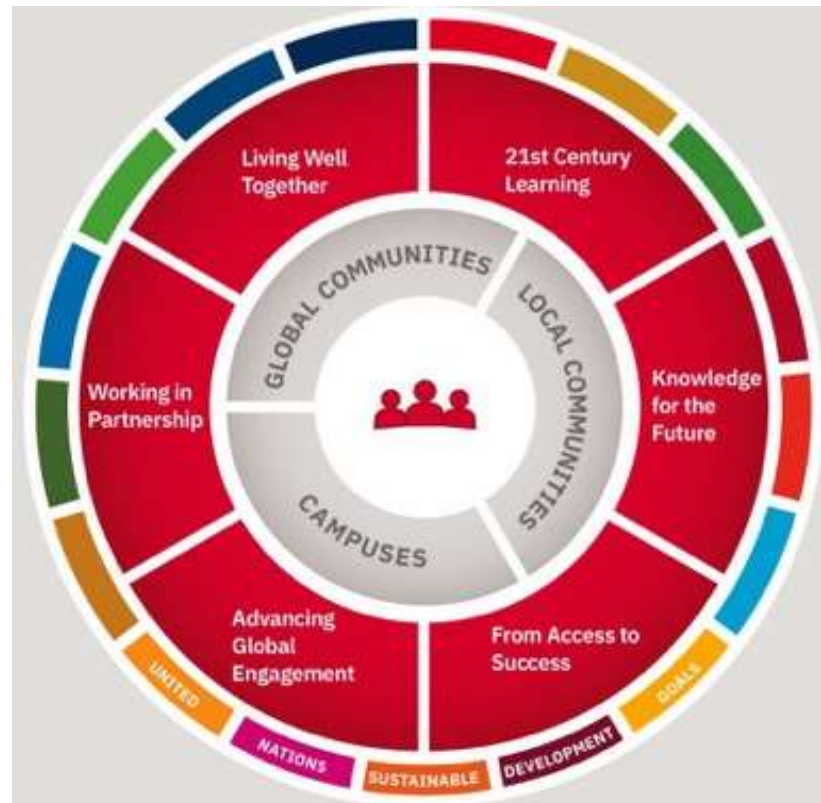 Living Well
Together
21st Century
Learning
GLOBAL COMMUNITIES
LOCAL COMMUNITIES
Working in
Partnership
Knowledge
for the
Future
CAMPUSES
Advancing
Global
Engagement
From Access to
Success
UNITED
NATIONS
SUSTAINABLE
DEVELOPMENT
GOALS